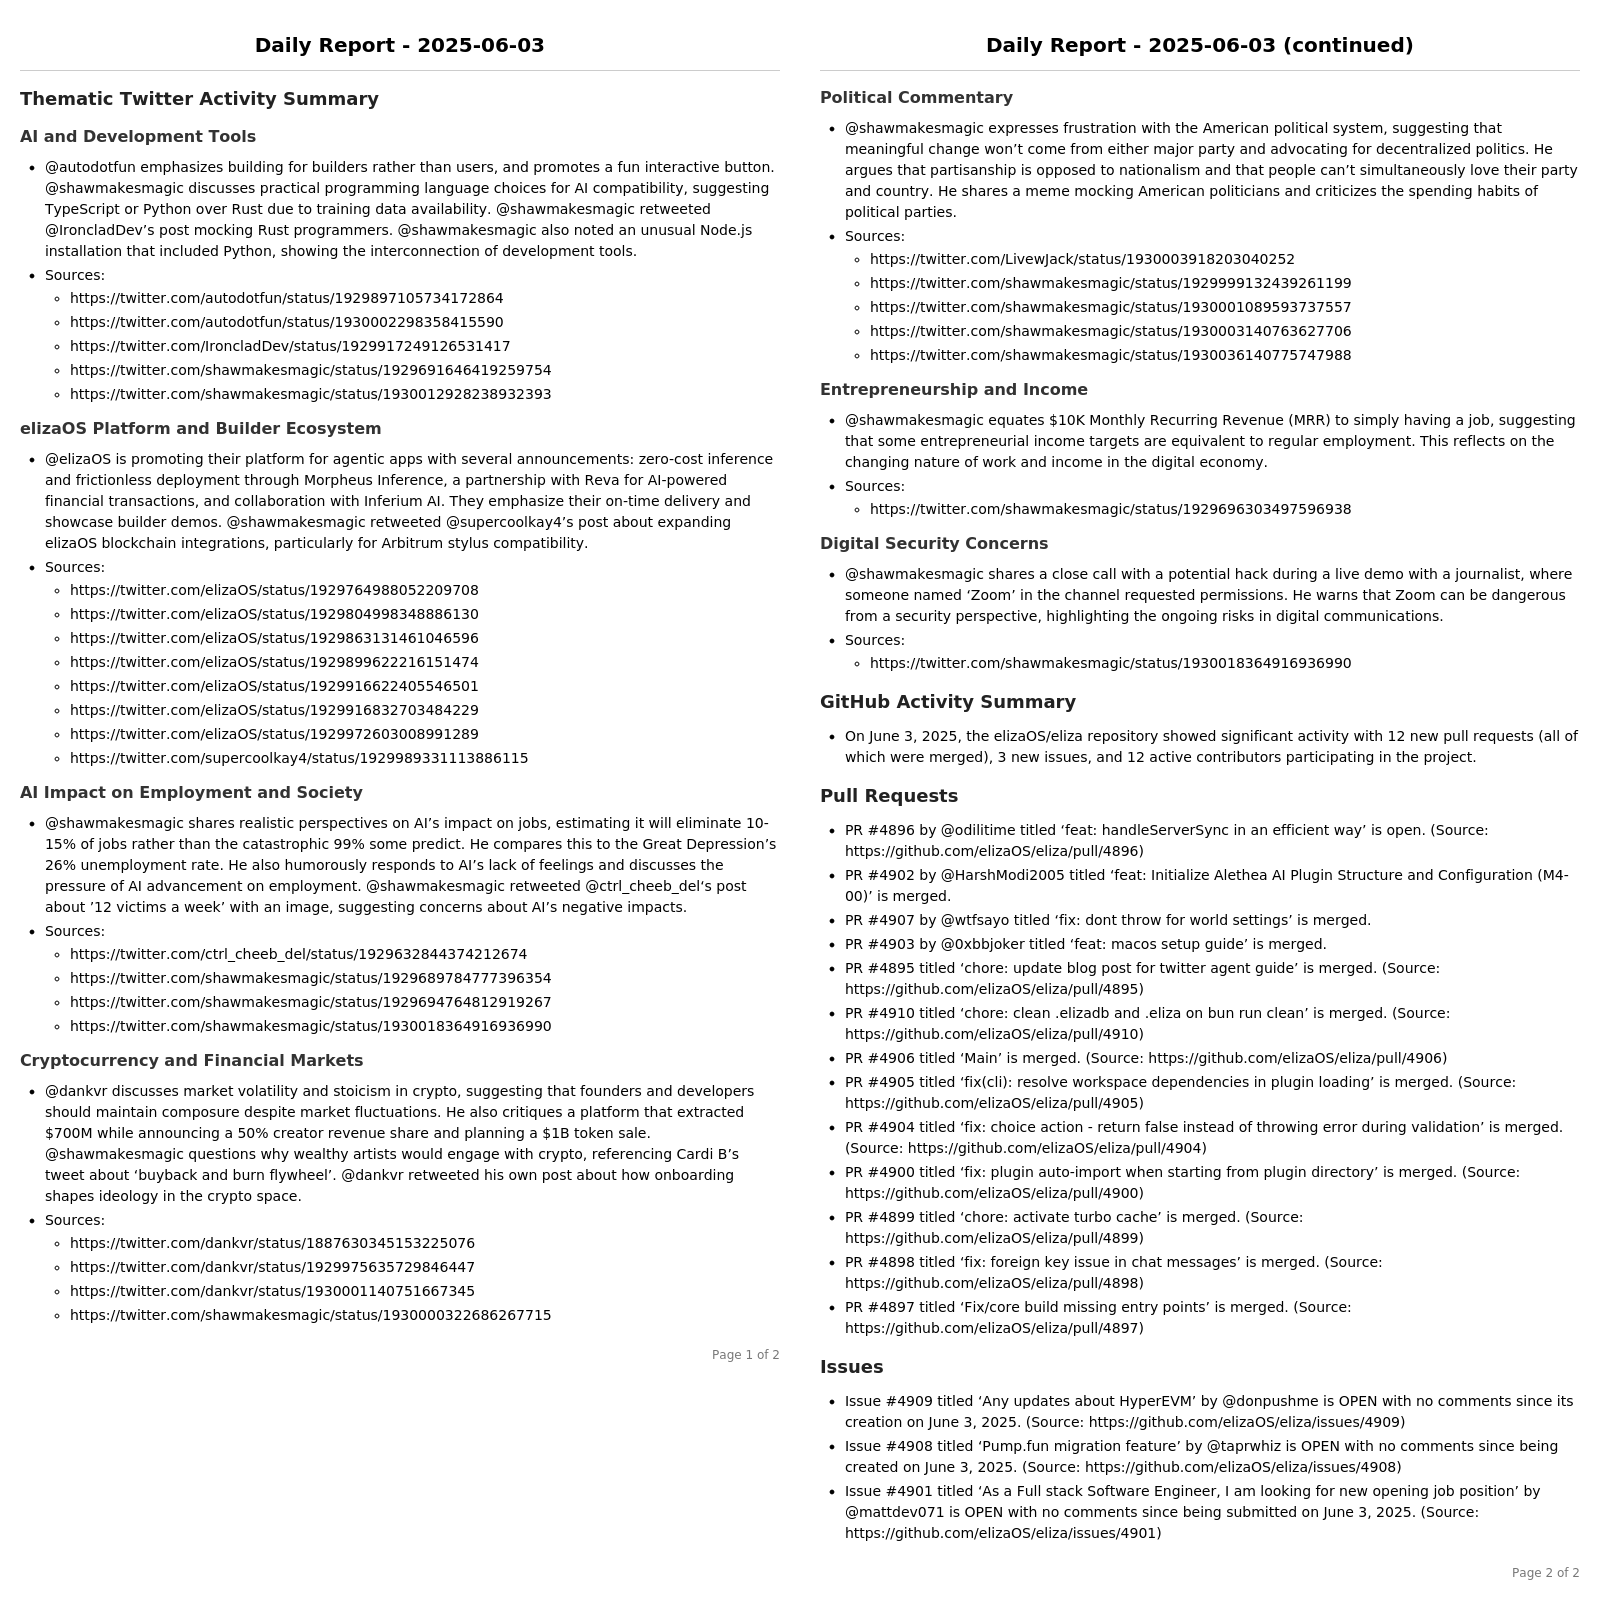 Daily Report - 2025-06-03
Thematic Twitter Activity Summary
AI and Development Tools
• @autodotfun emphasizes building for builders rather than users, and promotes a fun interactive button.
@shawmakesmagic discusses practical programming language choices for AI compatibility, suggesting
TypeScript or Python over Rust due to training data availability. @shawmakesmagic retweeted
@IroncladDev’s post mocking Rust programmers. @shawmakesmagic also noted an unusual Node.js
installation that included Python, showing the interconnection of development tools.
• Sources:
◦ https://twitter.com/autodotfun/status/1929897105734172864
◦ https://twitter.com/autodotfun/status/1930002298358415590
◦ https://twitter.com/IroncladDev/status/1929917249126531417
◦ https://twitter.com/shawmakesmagic/status/1929691646419259754
◦ https://twitter.com/shawmakesmagic/status/1930012928238932393
elizaOS Platform and Builder Ecosystem
• @elizaOS is promoting their platform for agentic apps with several announcements: zero-cost inference
and frictionless deployment through Morpheus Inference, a partnership with Reva for AI-powered
financial transactions, and collaboration with Inferium AI. They emphasize their on-time delivery and
showcase builder demos. @shawmakesmagic retweeted @supercoolkay4’s post about expanding
elizaOS blockchain integrations, particularly for Arbitrum stylus compatibility.
• Sources:
◦ https://twitter.com/elizaOS/status/1929764988052209708
◦ https://twitter.com/elizaOS/status/1929804998348886130
◦ https://twitter.com/elizaOS/status/1929863131461046596
◦ https://twitter.com/elizaOS/status/1929899622216151474
◦ https://twitter.com/elizaOS/status/1929916622405546501
◦ https://twitter.com/elizaOS/status/1929916832703484229
◦ https://twitter.com/elizaOS/status/1929972603008991289
◦ https://twitter.com/supercoolkay4/status/1929989331113886115
AI Impact on Employment and Society
• @shawmakesmagic shares realistic perspectives on AI’s impact on jobs, estimating it will eliminate 10-
15% of jobs rather than the catastrophic 99% some predict. He compares this to the Great Depression’s
26% unemployment rate. He also humorously responds to AI’s lack of feelings and discusses the
pressure of AI advancement on employment. @shawmakesmagic retweeted @ctrl_cheeb_del‘s post
about ’12 victims a week’ with an image, suggesting concerns about AI’s negative impacts.
• Sources:
◦ https://twitter.com/ctrl_cheeb_del/status/1929632844374212674
◦ https://twitter.com/shawmakesmagic/status/1929689784777396354
◦ https://twitter.com/shawmakesmagic/status/1929694764812919267
◦ https://twitter.com/shawmakesmagic/status/1930018364916936990
Cryptocurrency and Financial Markets
• @dankvr discusses market volatility and stoicism in crypto, suggesting that founders and developers
should maintain composure despite market fluctuations. He also critiques a platform that extracted
$700M while announcing a 50% creator revenue share and planning a $1B token sale.
@shawmakesmagic questions why wealthy artists would engage with crypto, referencing Cardi B’s
tweet about ‘buyback and burn flywheel’. @dankvr retweeted his own post about how onboarding
shapes ideology in the crypto space.
• Sources:
◦ https://twitter.com/dankvr/status/1887630345153225076
◦ https://twitter.com/dankvr/status/1929975635729846447
◦ https://twitter.com/dankvr/status/1930001140751667345
◦ https://twitter.com/shawmakesmagic/status/1930000322686267715
Page 1 of 2
Daily Report - 2025-06-03 (continued)
Political Commentary
• @shawmakesmagic expresses frustration with the American political system, suggesting that
meaningful change won’t come from either major party and advocating for decentralized politics. He
argues that partisanship is opposed to nationalism and that people can’t simultaneously love their party
and country. He shares a meme mocking American politicians and criticizes the spending habits of
political parties.
• Sources:
◦ https://twitter.com/LivewJack/status/1930003918203040252
◦ https://twitter.com/shawmakesmagic/status/1929999132439261199
◦ https://twitter.com/shawmakesmagic/status/1930001089593737557
◦ https://twitter.com/shawmakesmagic/status/1930003140763627706
◦ https://twitter.com/shawmakesmagic/status/1930036140775747988
Entrepreneurship and Income
• @shawmakesmagic equates $10K Monthly Recurring Revenue (MRR) to simply having a job, suggesting
that some entrepreneurial income targets are equivalent to regular employment. This reflects on the
changing nature of work and income in the digital economy.
• Sources:
◦ https://twitter.com/shawmakesmagic/status/1929696303497596938
Digital Security Concerns
• @shawmakesmagic shares a close call with a potential hack during a live demo with a journalist, where
someone named ‘Zoom’ in the channel requested permissions. He warns that Zoom can be dangerous
from a security perspective, highlighting the ongoing risks in digital communications.
• Sources:
◦ https://twitter.com/shawmakesmagic/status/1930018364916936990
GitHub Activity Summary
• On June 3, 2025, the elizaOS/eliza repository showed significant activity with 12 new pull requests (all of
which were merged), 3 new issues, and 12 active contributors participating in the project.
Pull Requests
• PR #4896 by @odilitime titled ‘feat: handleServerSync in an efficient way’ is open. (Source:
https://github.com/elizaOS/eliza/pull/4896)
• PR #4902 by @HarshModi2005 titled ‘feat: Initialize Alethea AI Plugin Structure and Configuration (M4-
00)’ is merged.
• PR #4907 by @wtfsayo titled ‘fix: dont throw for world settings’ is merged.
• PR #4903 by @0xbbjoker titled ‘feat: macos setup guide’ is merged.
• PR #4895 titled ‘chore: update blog post for twitter agent guide’ is merged. (Source:
https://github.com/elizaOS/eliza/pull/4895)
• PR #4910 titled ‘chore: clean .elizadb and .eliza on bun run clean’ is merged. (Source:
https://github.com/elizaOS/eliza/pull/4910)
• PR #4906 titled ‘Main’ is merged. (Source: https://github.com/elizaOS/eliza/pull/4906)
• PR #4905 titled ‘fix(cli): resolve workspace dependencies in plugin loading’ is merged. (Source:
https://github.com/elizaOS/eliza/pull/4905)
• PR #4904 titled ‘fix: choice action - return false instead of throwing error during validation’ is merged.
(Source: https://github.com/elizaOS/eliza/pull/4904)
• PR #4900 titled ‘fix: plugin auto-import when starting from plugin directory’ is merged. (Source:
https://github.com/elizaOS/eliza/pull/4900)
• PR #4899 titled ‘chore: activate turbo cache’ is merged. (Source:
https://github.com/elizaOS/eliza/pull/4899)
• PR #4898 titled ‘fix: foreign key issue in chat messages’ is merged. (Source:
https://github.com/elizaOS/eliza/pull/4898)
• PR #4897 titled ‘Fix/core build missing entry points’ is merged. (Source:
https://github.com/elizaOS/eliza/pull/4897)
Issues
• Issue #4909 titled ‘Any updates about HyperEVM’ by @donpushme is OPEN with no comments since its
creation on June 3, 2025. (Source: https://github.com/elizaOS/eliza/issues/4909)
• Issue #4908 titled ‘Pump.fun migration feature’ by @taprwhiz is OPEN with no comments since being
created on June 3, 2025. (Source: https://github.com/elizaOS/eliza/issues/4908)
• Issue #4901 titled ‘As a Full stack Software Engineer, I am looking for new opening job position’ by
@mattdev071 is OPEN with no comments since being submitted on June 3, 2025. (Source:
https://github.com/elizaOS/eliza/issues/4901)
Page 2 of 2